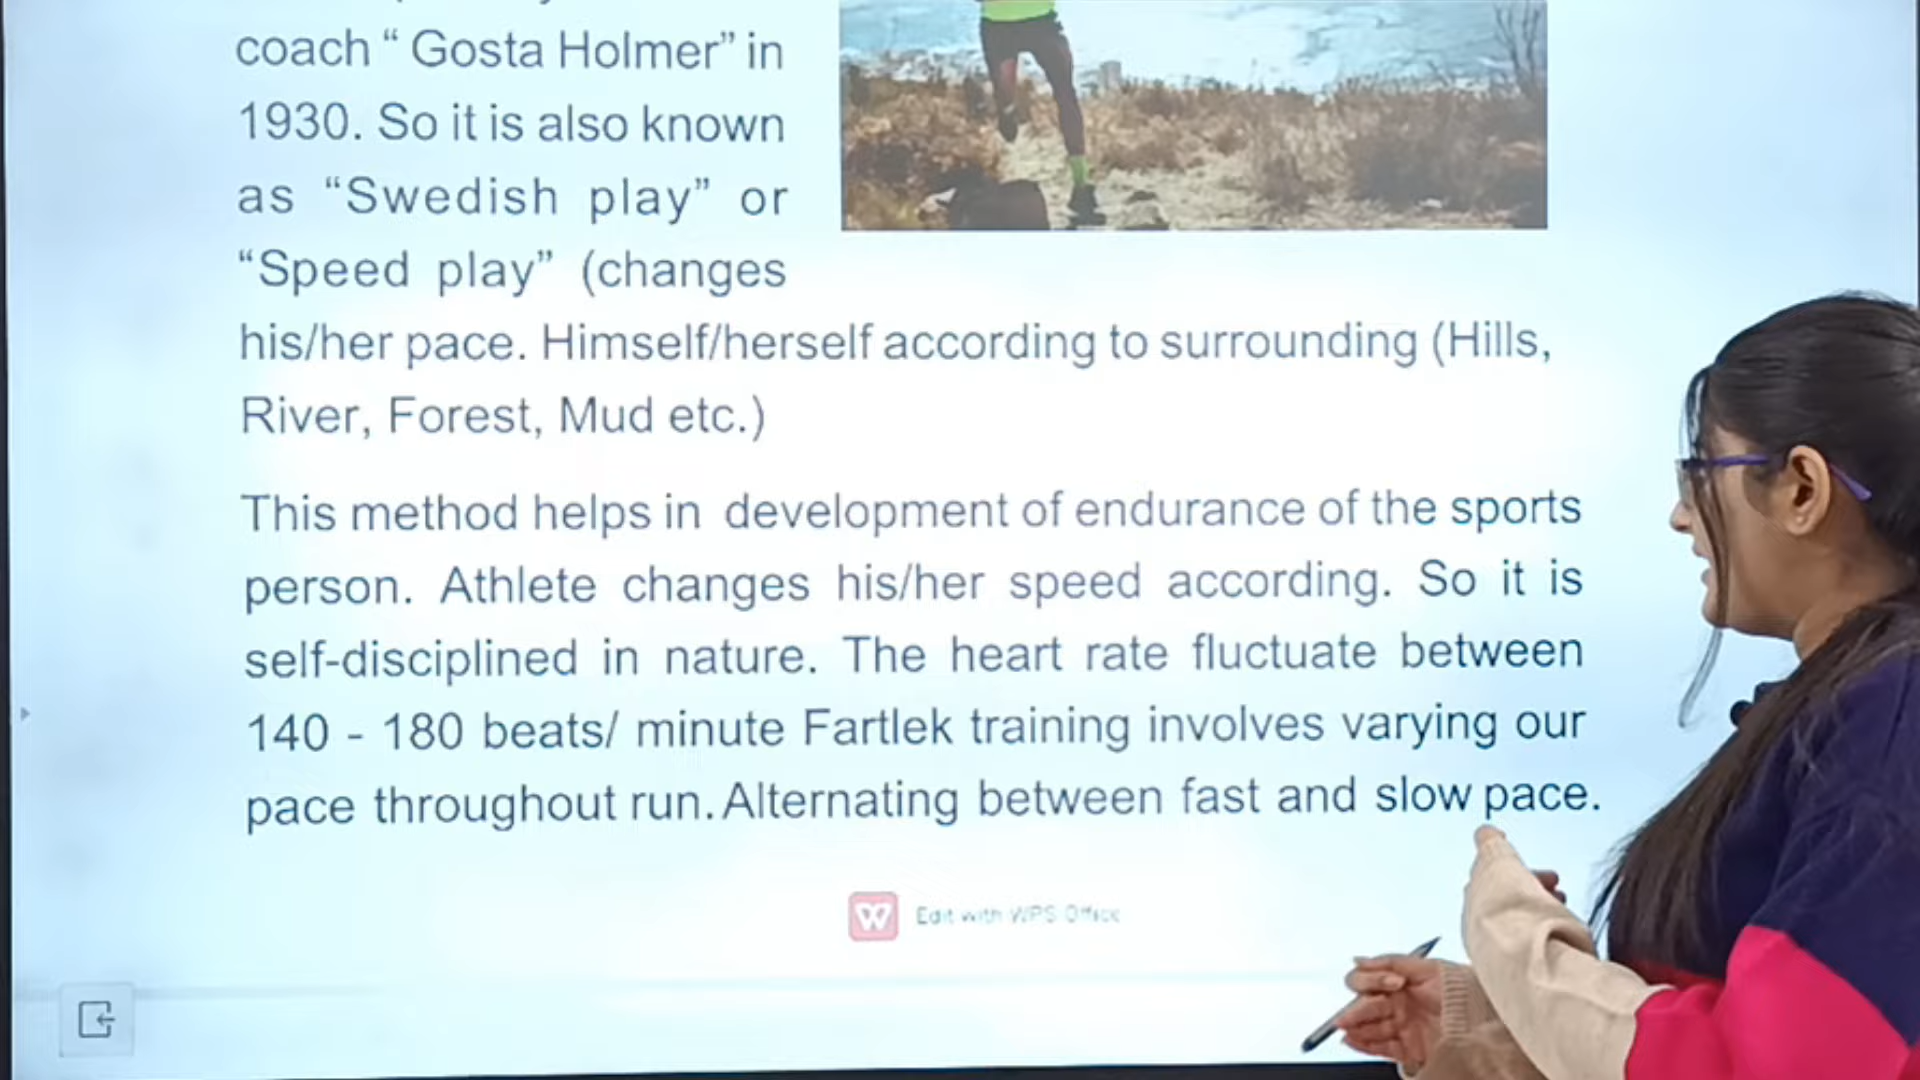 coach “ Gosta Holmer” in
1930. So it is also known
as “Swedish play” or
“Speed play” (changes
his/her pace. Himself/herself according to surrounding (Hills,
River, Forest, Mud etc.)
This method helps in development of endurance of the sports
person. Athlete changes his/her speed according. So it is
self-disciplined in nature. The heart rate fluctuate between
140 - 180 beats/ minute Fartlek training involves varying our
pace throughout run. Alternating between fast and slow pace.
Edit with WPS Office